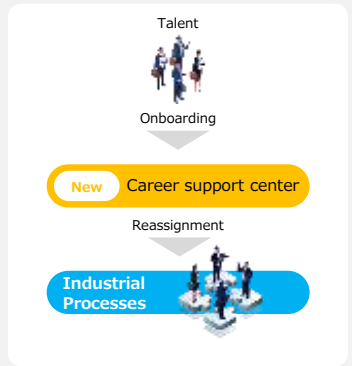 Talent
Onboarding
New Career support center
Reassignment
Industrial
Processes